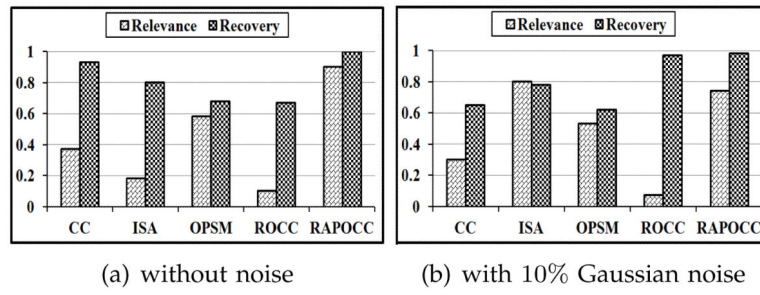 Relevance Recovery
1
0.8
0.6
0.4
0.2
0
CC ISA OPSM ROCC RAPOCC
(a) without noise
Relevance Recovery
1
0.8
0.6
0.4
0.2
0
CC ISA OPSM ROCC RAPOCC
(b) with 10% Gaussian noise